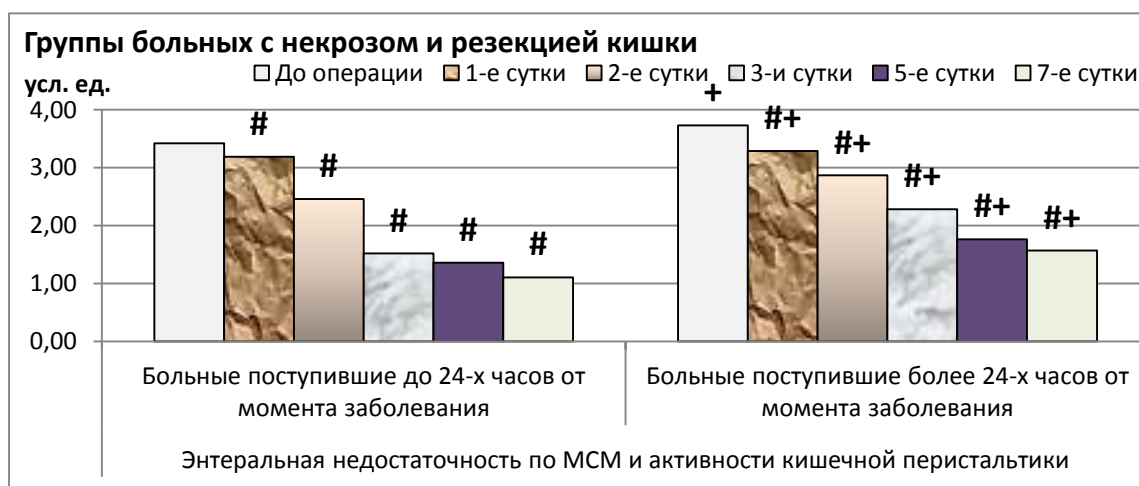 Группы больных с некрозом и резекцией кишки
усл. ед.
До операции 1-е сутки 2-е сутки 3-и сутки 5-е сутки 7-е сутки
4,00
3,00
2,00
1,00
0,00
# # # # #
+ #+ #+ #+ #+ #+
Больные поступившие до 24-х часов от
момента заболевания
Больные поступившие более 24-х часов от
момента заболевания
Энтеральная недостаточность по МСМ и активности кишечной перистальтики